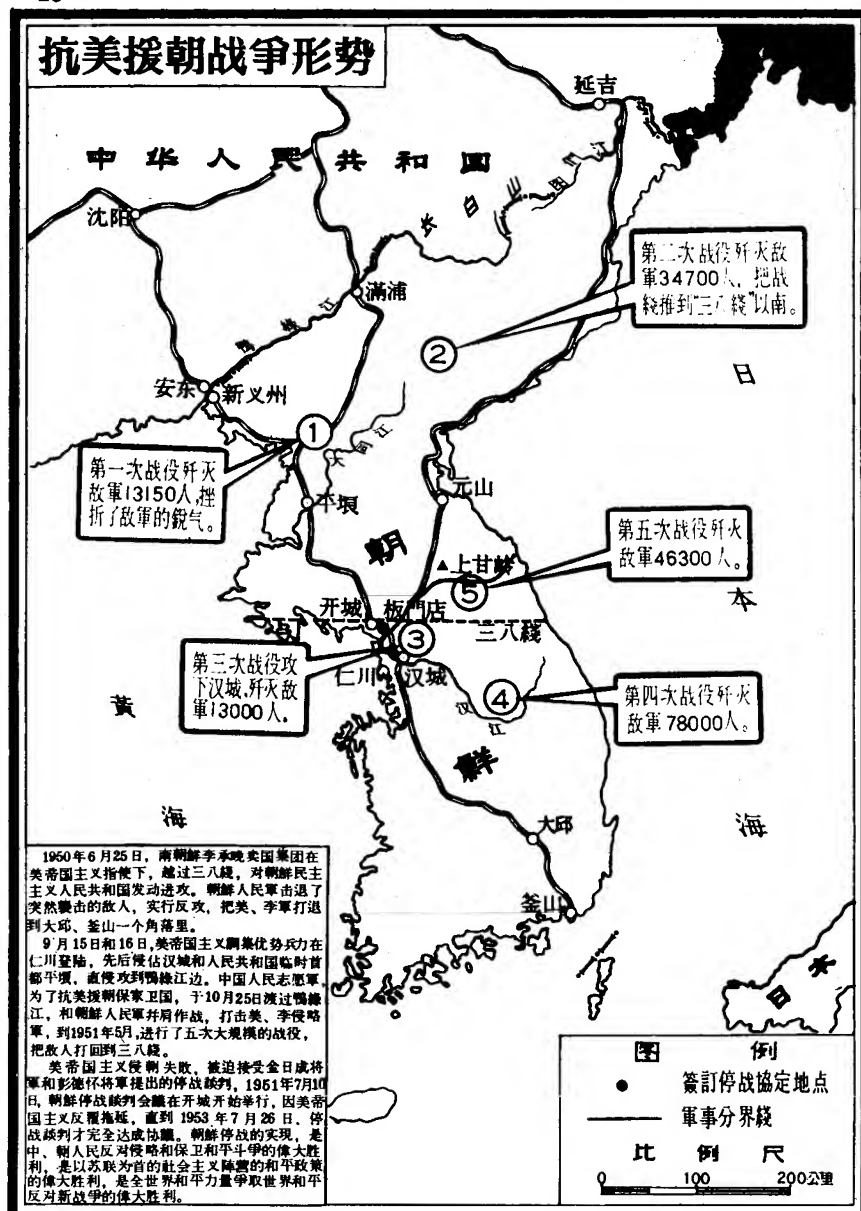 抗美援朝战爭形势
延吉
中华人民共和国
图們江
长白山
沈阳
第二次战役歼灭敌
軍34700人，把战
綫推到“三八綫”以南。
滿浦
鴨綠江
日
②
安东
新义州
①
大同江
第一次战役歼灭
敌軍13150人，挫
折了敌軍的銳气。
元山
平壤
朝
第五次战役歼灭
敌軍46300人。
上甘岭
⑤
本
开城
板門店
三八綫
③
第三次战役攻
下汉城，歼灭敌
軍13000人。
仁川
汉城
④
第四次战役歼灭
敌軍78000人。
汉江
黃
鮮
海
大邱
海
釜山
1950年6月25日，南朝鮮李承晚卖国集团在
美帝国主义指使下，越过三八綫，对朝鮮民主
主义人民共和国发动进攻。朝鮮人民軍击退了
突然襲击的敌人，实行反攻，把美、李軍打退
到大邱、釜山一个角落里。
9月15日和16日，美帝国主义調集优势兵力在
仁川登陆，先后侵佔汉城和人民共和国临时首
都平壤，直侵攻到鴨綠江边。中国人民志愿軍
为了抗美援朝保家卫国，于10月25日渡过鴨綠
江，和朝鮮人民軍并肩作战，打击美、李侵略
軍，到1951年5月，进行了五次大規模的战役，
把敌人打回到三八綫。
美帝国主义侵朝失敗，被迫接受金日成将
軍和彭德怀将軍提出的停战談判，1951年7月10
日，朝鮮停战談判会議在开城开始举行，因美帝
国主义反覆拖延，直到1953年7月26日，停
战談判才完全达成协議。朝鮮停战的实現，是
中、朝人民反对侵略和保卫和平斗爭的偉大胜
利，是以苏联为首的社会主义陣营的和平政策
的偉大胜利，是全世界和平力量爭取世界和平
反对新战爭的偉大胜利。
日本
图例
簽訂停战協定地点
軍事分界綫
比例尺
0 100 200公里